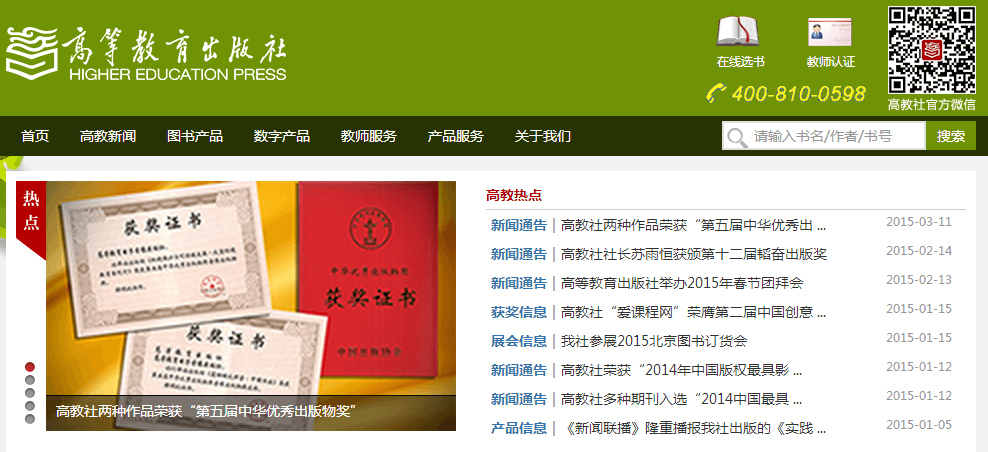 高等教育出版社
HIGHER EDUCATION PRESS
在线选书
教师认证
400-810-0598
高教社官方微信
首页 高教新闻 图书产品 数字产品 教师服务 产品服务 关于我们
请输入书名/作者/书号
搜索
热点
获奖证书
中华优秀出版物奖
获奖证书
中国出版协会
获奖证书
高教社两种作品荣获“第五届中华优秀出版物奖”
高教热点
新闻通告 | 高教社两种作品荣获“第五届中华优秀出 ... 2015-03-11
新闻通告 | 高教社社长苏雨恒获颁第十二届韬奋出版奖 2015-02-14
新闻通告 | 高等教育出版社举办2015年春节团拜会 2015-02-13
获奖信息 | 高教社“爱课程网”荣膺第二届中国创意 ... 2015-01-15
展会信息 | 我社参展2015北京图书订货会 2015-01-15
新闻通告 | 高教社荣获“2014年中国版权最具影 ... 2015-01-12
新闻通告 | 高教社多种期刊入选“2014中国最具 ... 2015-01-12
产品信息 | 《新闻联播》隆重播报我社出版的《实践 ... 2015-01-05